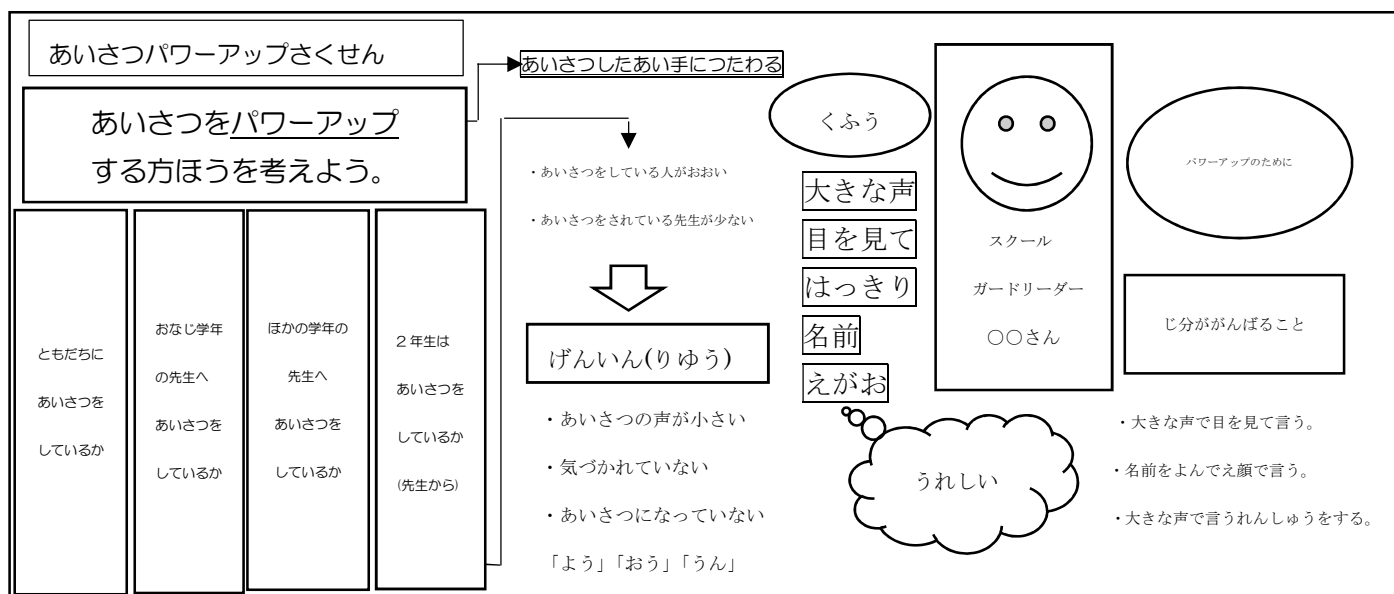 あいさつパワーアップさくせん
あいさつをパワーアップ
する方ほうを考えよう。
ともだちに
あいさつを
しているか
おなじ学年
の先生へ
あいさつを
しているか
ほかの学年の
先生へ
あいさつを
しているか
2年生は
あいさつを
しているか
(先生から)
あいさつしたあい手につたわる
・あいさつをしている人がおおい
・あいさつをされている先生が少ない
げんいん(りゆう)
・あいさつの声が小さい
・気づかれていない
・あいさつになっていない
「よう」「おう」「うん」
くふう
大きな声
目を見て
はっきり
名前
えがお
うれしい
スクール
ガードリーダー
○○さん
パワーアップのために
じ分ががんばること
・大きな声で目を見て言う。
・名前をよんでえ顔で言う。
・大きな声で言うれんしゅうをする。